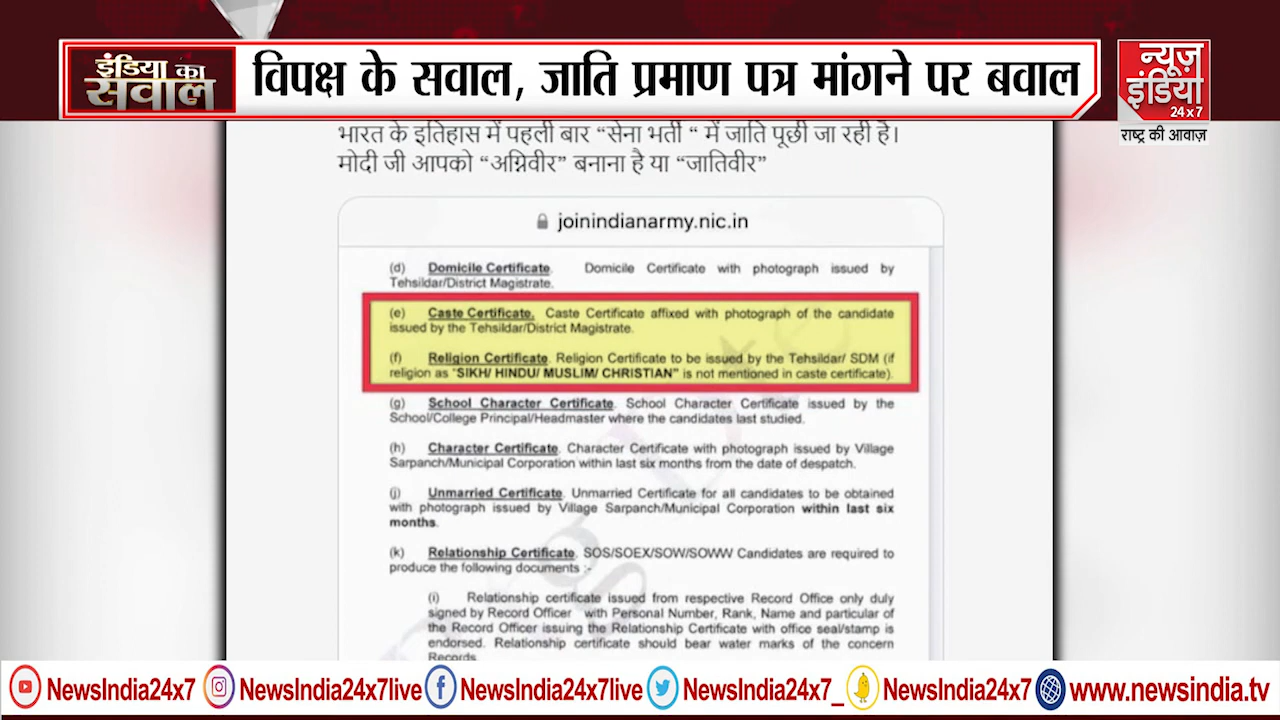 इंडिया का
सवाल
विपक्ष के सवाल, जाति प्रमाण पत्र मांगने पर बवाल
न्यूज़
इंडिया
24x7
राष्ट्र की आवाज़
भारत के इतिहास में पहली बार “सेना भर्ती “ में जाति पूछी जा रही है।
मोदी जी आपको “अग्निवीर” बनाना है या “जातिवीर”
joinindianarmy.nic.in
(d) Domicile Certificate. Domicile Certificate with photograph issued by
Tehsildar/District Magistrate.
(e) Caste Certificate. Caste Certificate affixed with photograph of the candidate
issued by the Tehsildar/District Magistrate.
(f) Religion Certificate. Religion Certificate to be issued by the Tehsildar/ SDM (if
religion as "SIKH/ HINDU/ MUSLIM/ CHRISTIAN" is not mentioned in caste certificate).
(g) School Character Certificate. School Character Certificate issued by the
School/College Principal/Headmaster where the candidates last studied.
(h) Character Certificate. Character Certificate with photograph issued by Village
Sarpanch/Municipal Corporation within last six months from the date of despatch.
(j) Unmarried Certificate. Unmarried Certificate for all candidates to be obtained
with photograph issued by Village Sarpanch/Municipal Corporation within last six
months.
(k) Relationship Certificate. SOS/SOEX/SOW/SOWW Candidates are required to
produce the following documents :-
(i) Relationship certificate issued from respective Record Office only duly
signed by Record Officer with Personal Number, Rank, Name and particular of
the Record Officer issuing the Relationship Certificate with office seal/stamp is
endorsed. Relationship certificate should bear water marks of the concern
Records.
NewsIndia24x7 NewsIndia24x7live NewsIndia24x7live NewsIndia24x7_ NewsIndia24x7 www.newsindia.tv